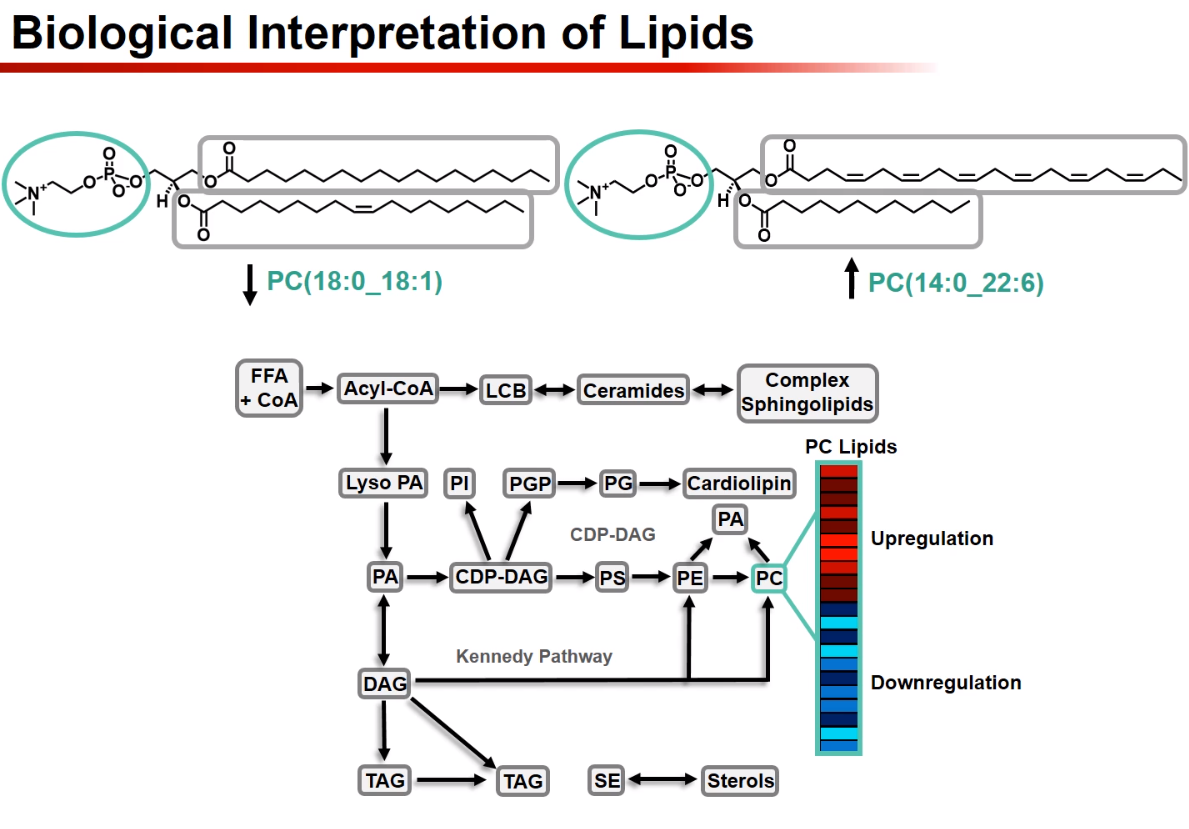 Biological Interpretation of Lipids
O
O
P
O
O
O-
O
N+
H
O
O
O
O
P
O
O
O-
O
N+
H
O
O
PC(18:0_18:1)
PC(14:0_22:6)
FFA
+ CoA
Acyl-CoA
LCB
Ceramides
Complex
Sphingolipids
PC Lipids
Lyso PA
PI
PGP
PG
Cardiolipin
PA
CDP-DAG
Upregulation
PA
CDP-DAG
PS
PE
PC
Kennedy Pathway
DAG
Downregulation
TAG
TAG
SE
Sterols